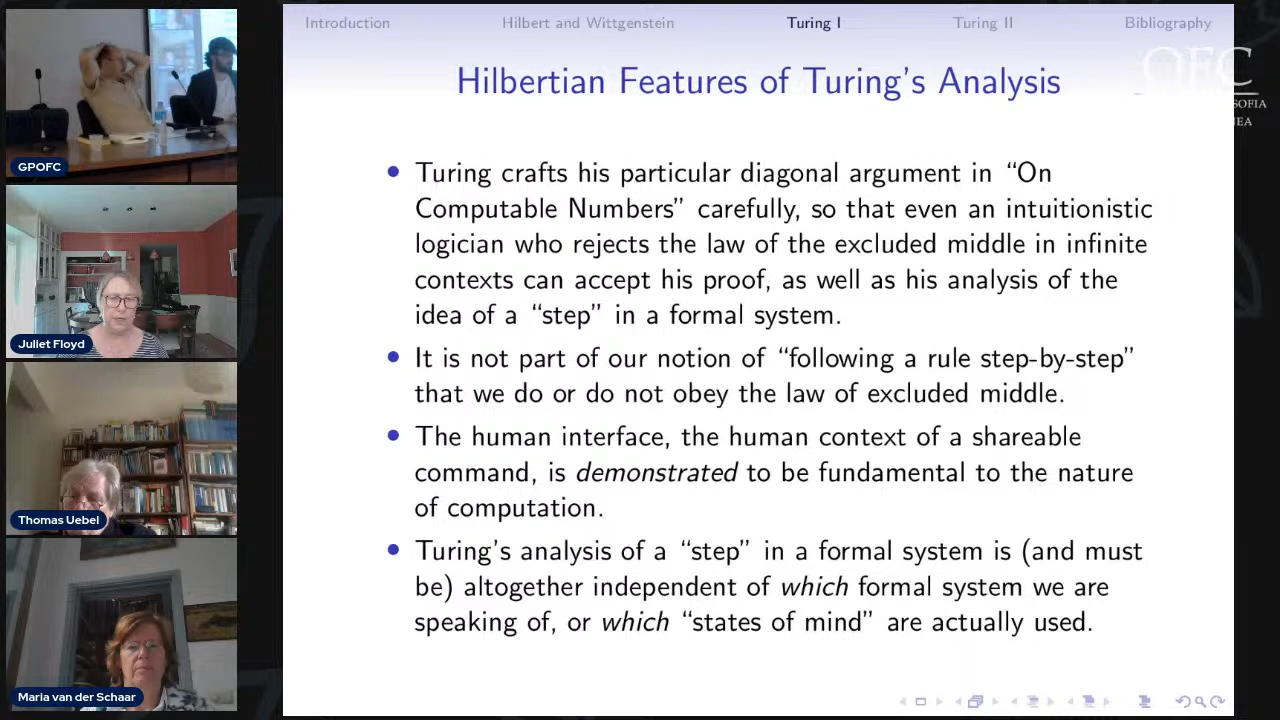 Introduction
Hilbert and Wittgenstein
Turing I
Turing II
Bibliography
OFC
SOFIA
NEA
Hilbertian Features of Turing's Analysis
• Turing crafts his particular diagonal argument in “On
Computable Numbers” carefully, so that even an intuitionistic
logician who rejects the law of the excluded middle in infinite
contexts can accept his proof, as well as his analysis of the
idea of a “step” in a formal system.
• It is not part of our notion of “following a rule step-by-step”
that we do or do not obey the law of excluded middle.
• The human interface, the human context of a shareable
command, is demonstrated to be fundamental to the nature
of computation.
• Turing's analysis of a “step” in a formal system is (and must
be) altogether independent of which formal system we are
speaking of, or which “states of mind” are actually used.
GPOFC
Juliet Floyd
Thomas Uebel
Maria van der Schaar